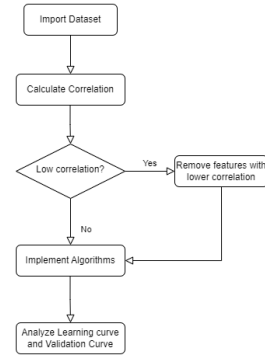 Import Dataset
Calculate Correlation
Low correlation?
Yes
Remove features with
lower correlation
No
Implement Algorithms
Analyze Learning curve
and Validation Curve